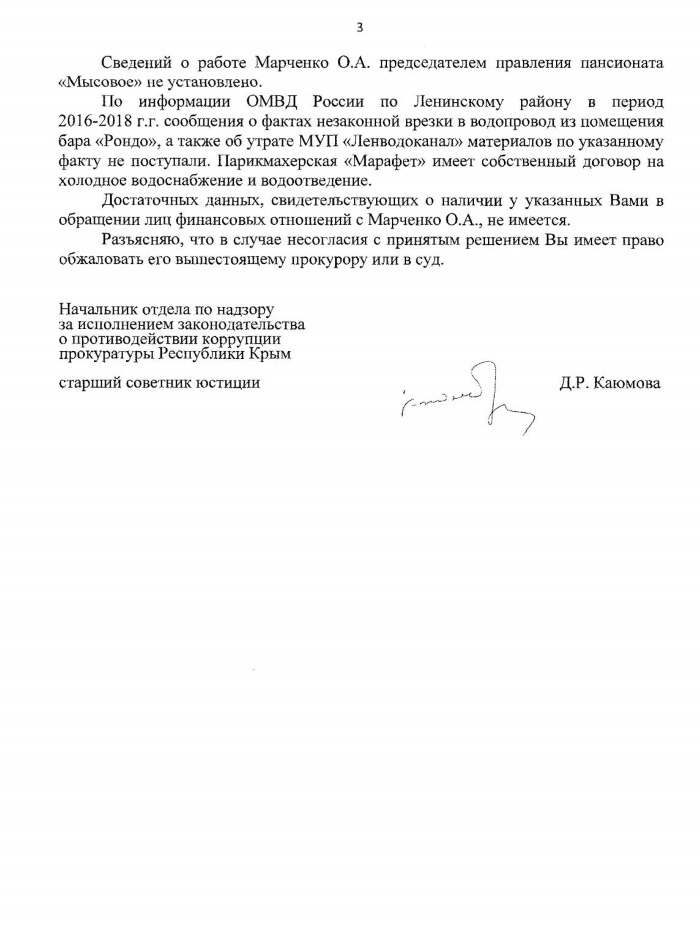 3
Сведений о работе Марченко О.А. председателем правления пансионата
«Мысовое» не установлено.
По информации ОМВД России по Ленинскому району в период
2016-2018 г.г. сообщения о фактах незаконной врезки в водопровод из помещения
бара «Рондо», а также об утрате МУП «Ленводоканал» материалов по указанному
факту не поступали. Парикмахерская «Марафет» имеет собственный договор на
холодное водоснабжение и водоотведение.
Достаточных данных, свидетельствующих о наличии у указанных Вами в
обращении лиц финансовых отношений с Марченко О.А., не имеется.
Разъясняю, что в случае несогласия с принятым решением Вы имеет право
обжаловать его вышестоящему прокурору или в суд.
Начальник отдела по надзору
за исполнением законодательства
о противодействии коррупции
прокуратуры Республики Крым
старший советник юстиции
Д.Р. Каюмова